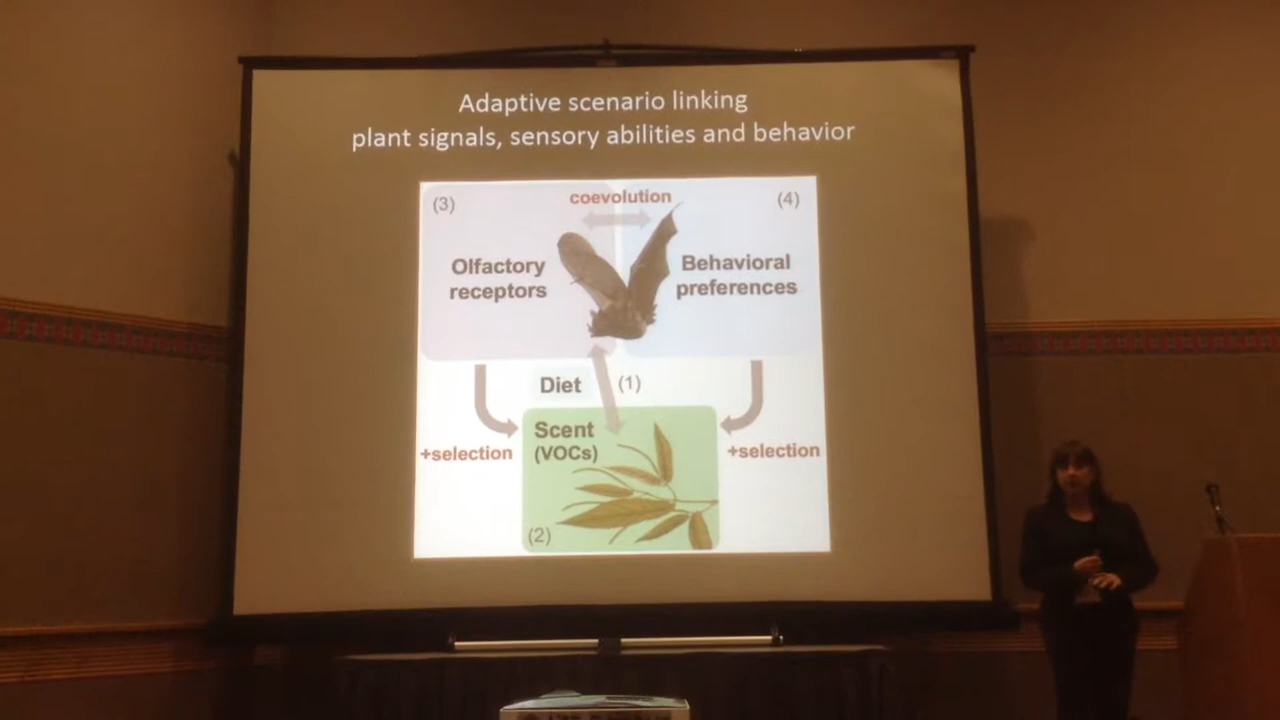 Adaptive scenario linking
plant signals, sensory abilities and behavior
(3)
coevolution
(4)
Olfactory
receptors
Behavioral
preferences
Diet
(1)
Scent
(VOCs)
+selection
+selection
(2)